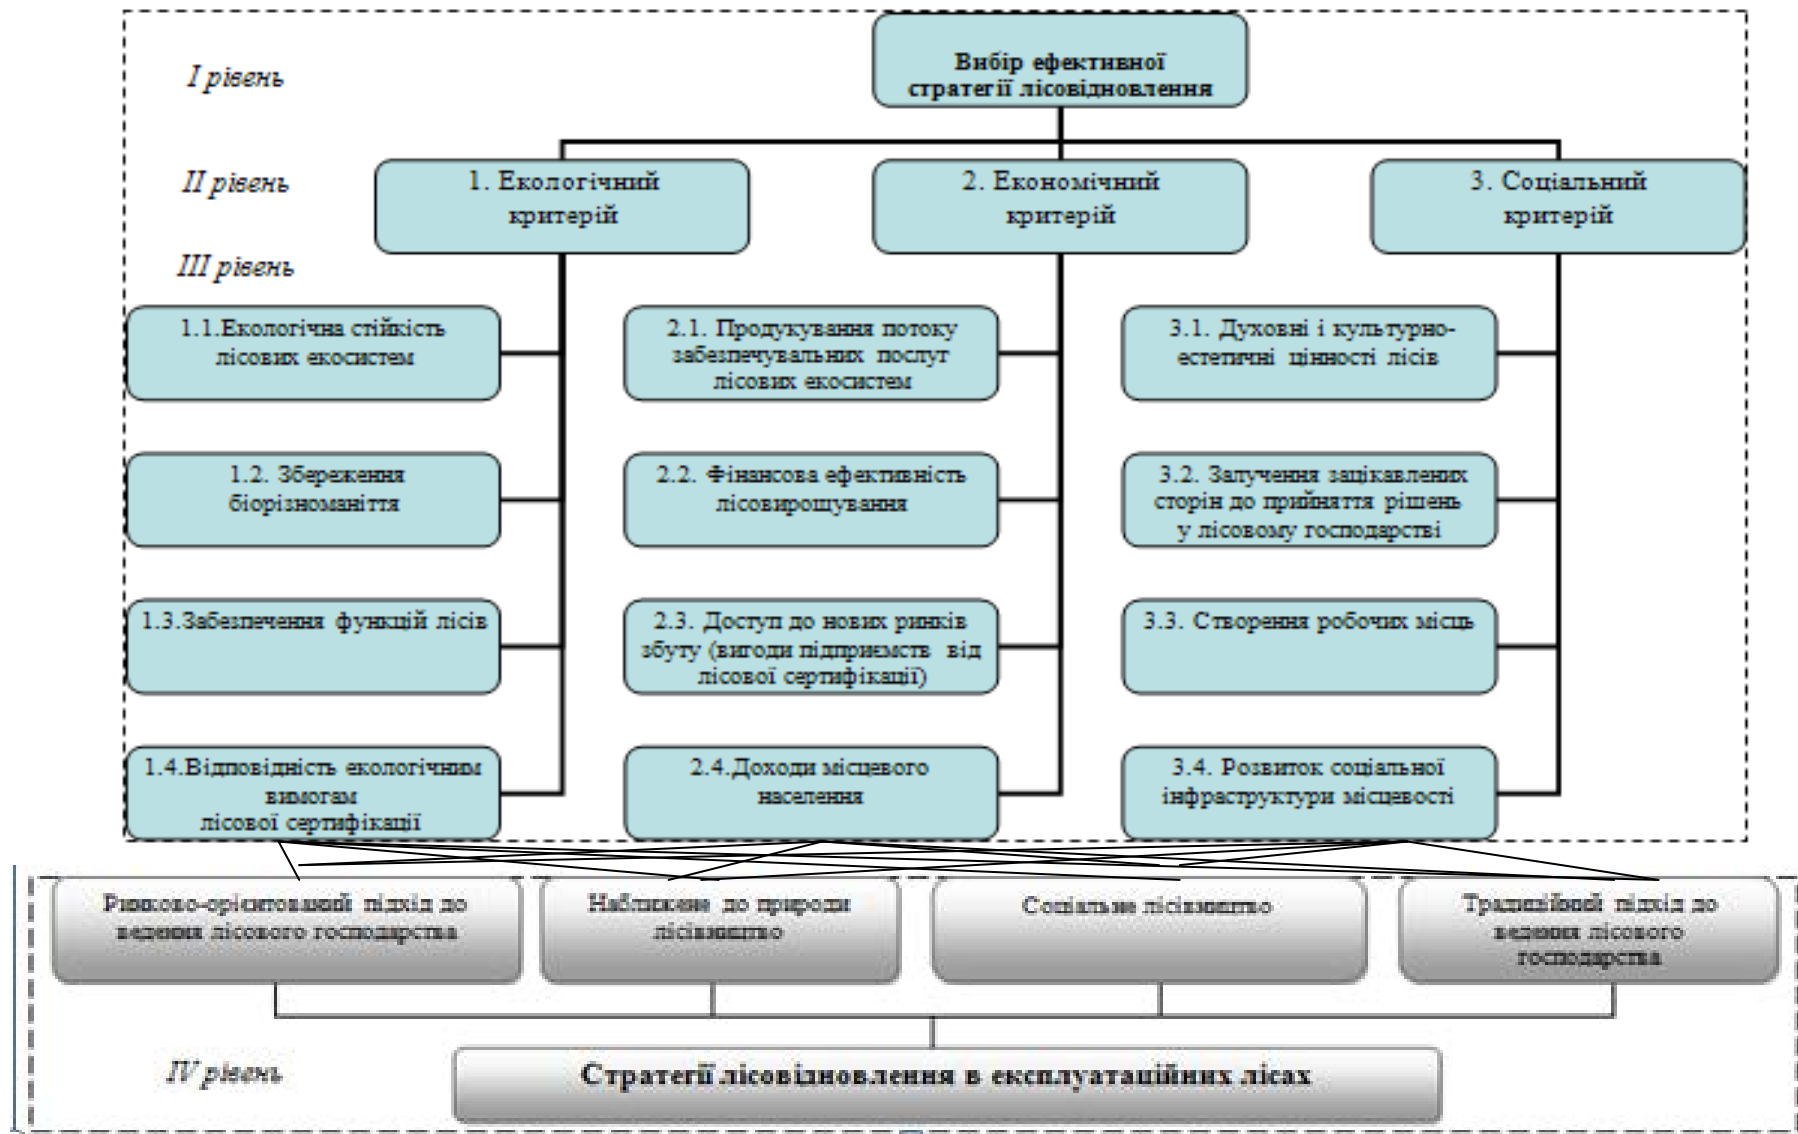 І рівень
Вибір ефективної
стратегії лісовідновлення
ІІ рівень
1. Екологічний
критерій
2. Економічний
критерій
3. Соціальний
критерій
ІІІ рівень
1.1.Екологічна стійкість
лісових екосистем
2.1. Продукування потоку
забезпечувальних послуг
лісових екосистем
3.1. Духовні і культурно-
естетичні цінності лісів
1.2. Збереження
біорізноманіття
2.2. Фінансова ефективність
лісовирощування
3.2. Залучення зацікавлених
сторін до прийняття рішень
у лісовому господарстві
1.3.Забезпечення функцій лісів
2.3. Доступ до нових ринків
збуту (вигоди підприємств від
лісової сертифікації)
3.3. Створення робочих місць
1.4.Відповідність екологічним
вимогам
лісової сертифікації
2.4.Доходи місцевого
населення
3.4. Розвиток соціальної
інфраструктури місцевості
Ринково-орієнтований підхід до
ведення лісового господарства
Наближене до природи
лісівництво
Соціальне лісівництво
Традиційний підхід до
ведення лісового
господарства
IV рівень
Стратегії лісовідновлення в експлуатаційних лісах